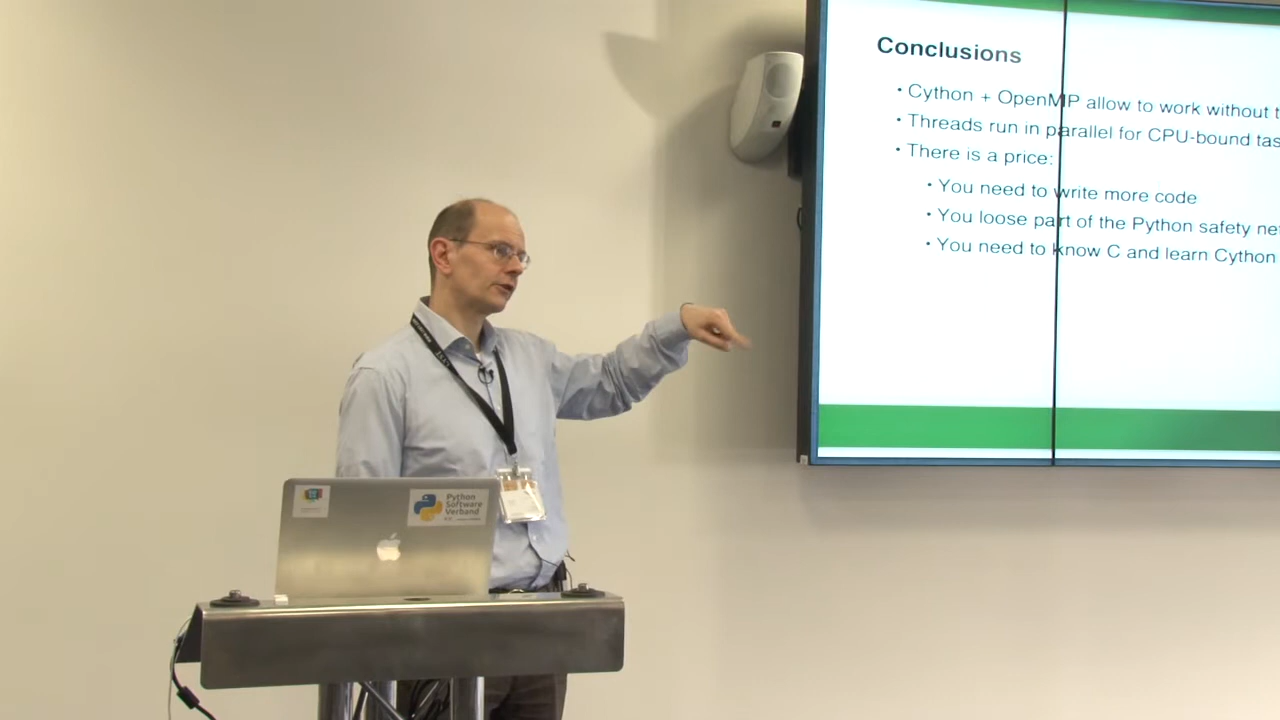 Conclusions
• Cython + OpenMP allow to work without t
• Threads run in parallel for CPU-bound tas
• There is a price:
• You need to write more code
• You loose part of the Python safety ne
• You need to know C and learn Cython
Python
Software
Verband